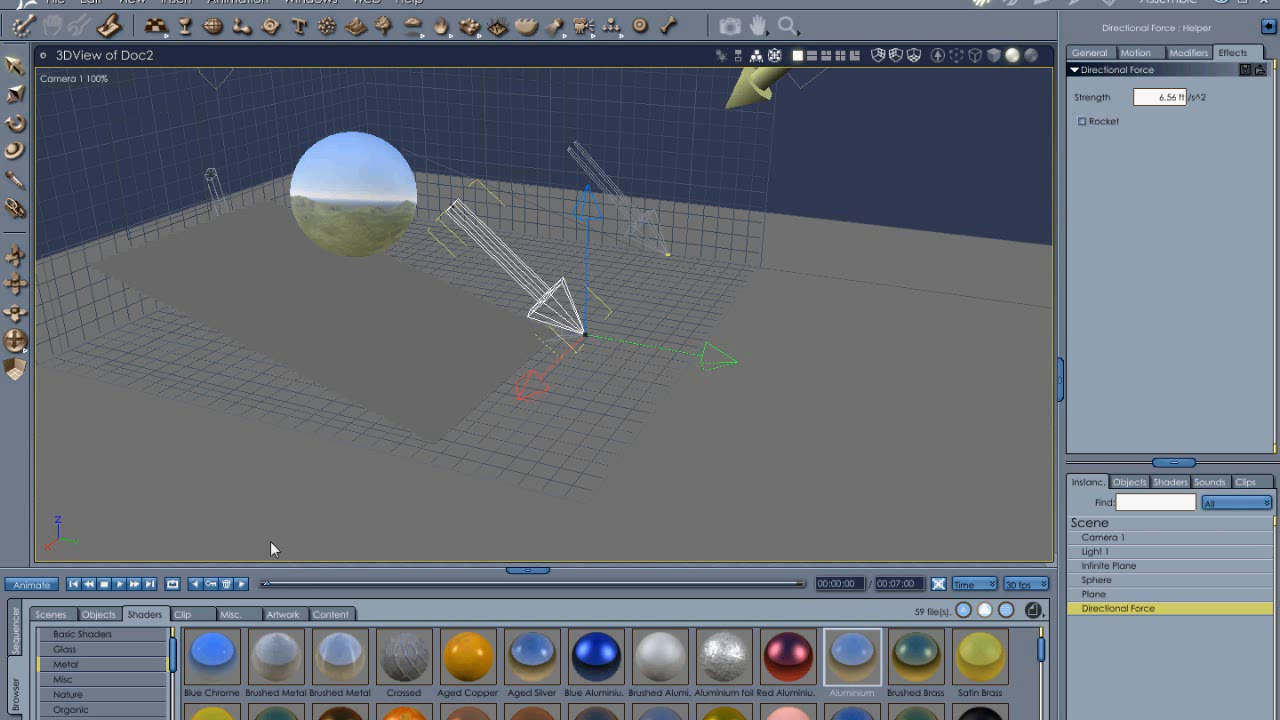 File Edit View Insert Animation Windows WEB Help
Assemble
3DView of Doc2
Camera 1 100%
Directional Force : Helper
General Motion Modifiers Effects
Directional Force
Strength 6.56 ft /s^2
Rocket
Instanc. Objects Shaders Sounds Clips
Find: All
Scene
Camera 1
Light 1
Infinite Plane
Sphere
Plane
Directional Force
Z
Animate 00:00:00 / 00:07:00 Time 30 fps
Sequencer
Browser
Scenes Objects Shaders Clip Misc. Artwork Content 59 file(s).
Basic Shaders
Glass
Metal
Misc
Nature
Organic
Blue Chrome Brushed Metal Brushed Metal Crossed Aged Copper Aged Silver Blue Aluminiu. Brushed Alumi. Aluminium foil Red Aluminiu. Aluminium Brushed Brass Satin Brass